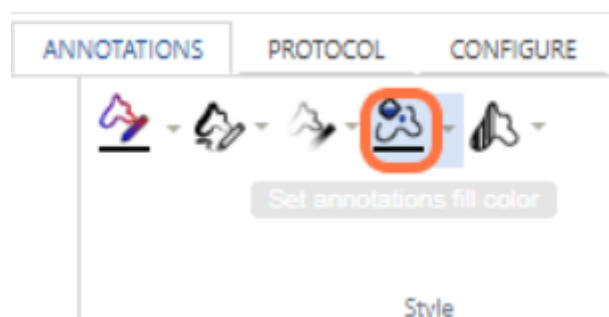 ANNOTATIONS PROTOCOL CONFIGURE
Set annotations fill color
Style